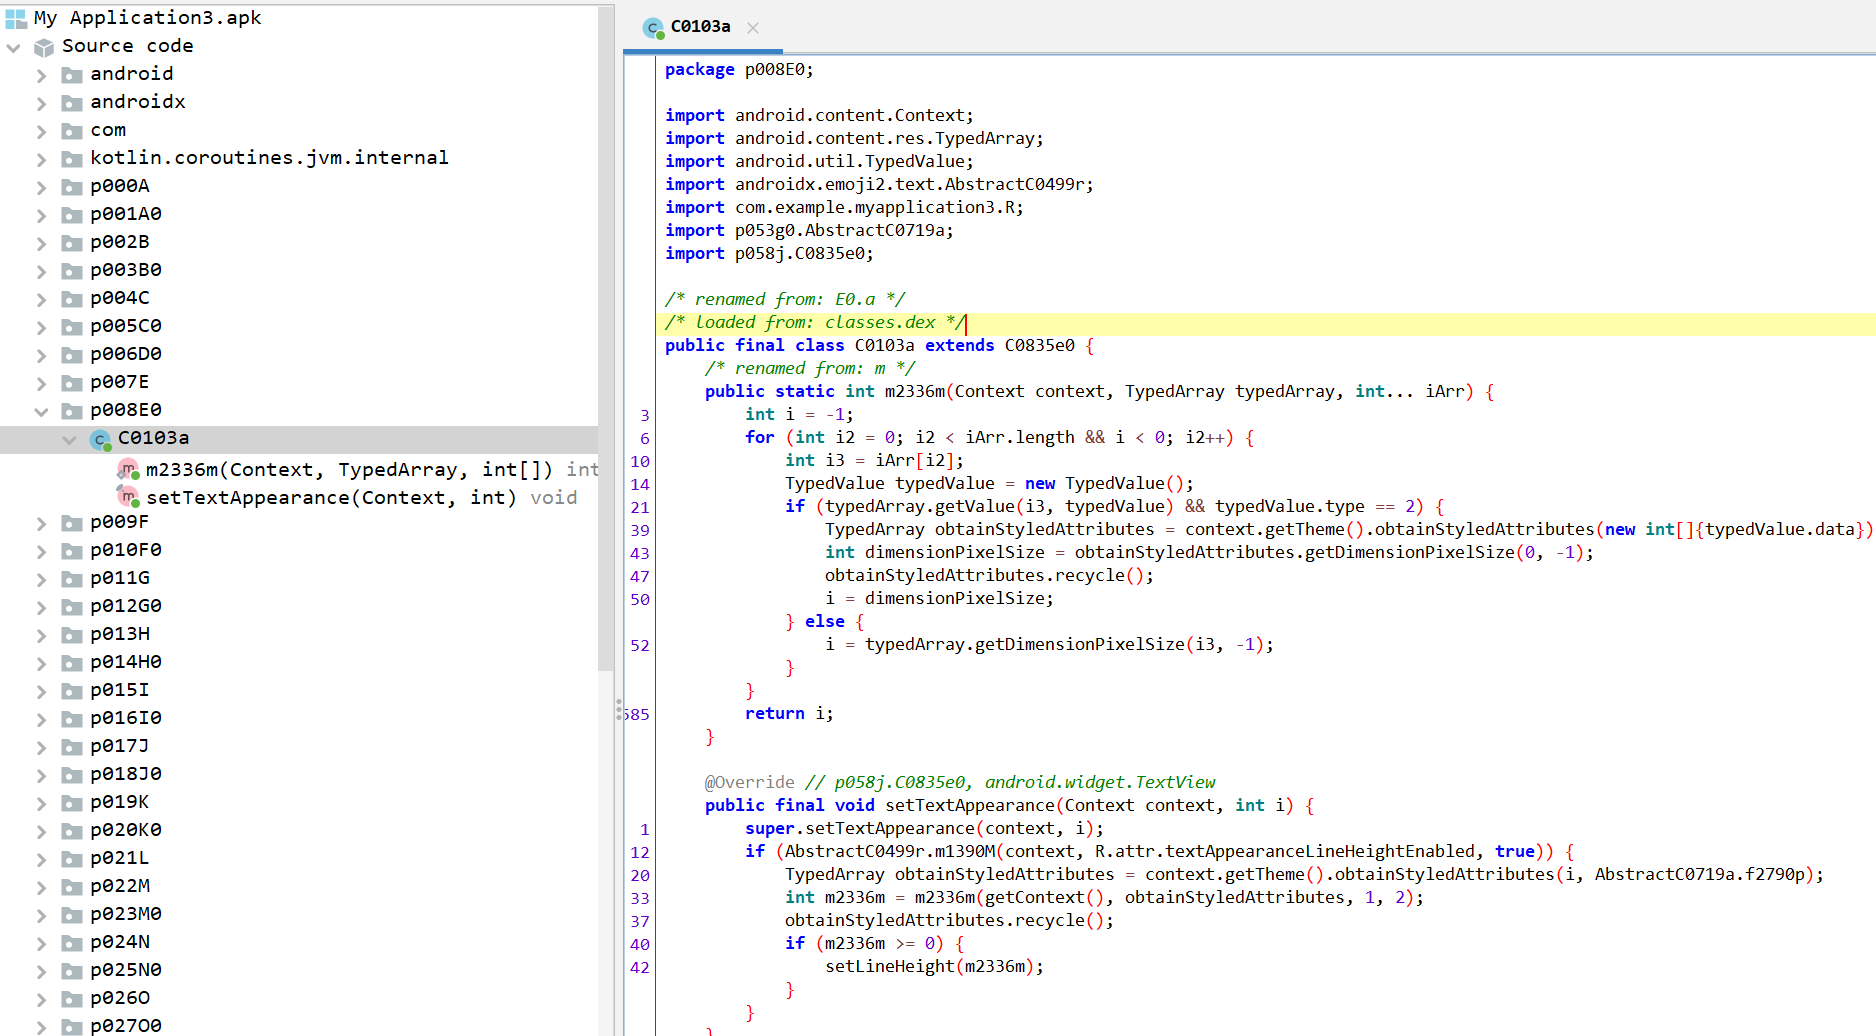 My Application3.apk
Source code
android
androidx
com
kotlin.coroutines.jvm.internal
p000A
p001A0
p002B
p003B0
p004C
p005C0
p006D0
p007E
p008E0
C0103a
m2336m(Context, TypedArray, int[]) int
setTextAppearance(Context, int) void
p009F
p010F0
p011G
p012G0
p013H
p014H0
p015I
p016I0
p017J
p018J0
p019K
p020K0
p021L
p022M
p023M0
p024N
p025N0
p026O
p027O0
C0103a
package p008E0;
import android.content.Context;
import android.content.res.TypedArray;
import android.util.TypedValue;
import androidx.emoji2.text.AbstractC0499r;
import com.example.myapplication3.R;
import p053g0.AbstractC0719a;
import p058j.C0835e0;
/* renamed from: E0.a */
/* loaded from: classes.dex */
public final class C0103a extends C0835e0 {
/* renamed from: m */
public static int m2336m(Context context, TypedArray typedArray, int... iArr) {
3 int i = -1;
6 for (int i2 = 0; i2 < iArr.length && i < 0; i2++) {
10 int i3 = iArr[i2];
14 TypedValue typedValue = new TypedValue();
21 if (typedArray.getValue(i3, typedValue) && typedValue.type == 2) {
39 TypedArray obtainStyledAttributes = context.getTheme().obtainStyledAttributes(new int[]{typedValue.data})
43 int dimensionPixelSize = obtainStyledAttributes.getDimensionPixelSize(0, -1);
47 obtainStyledAttributes.recycle();
50 i = dimensionPixelSize;
} else {
52 i = typedArray.getDimensionPixelSize(i3, -1);
}
}
585 return i;
}
@Override // p058j.C0835e0, android.widget.TextView
public final void setTextAppearance(Context context, int i) {
1 super.setTextAppearance(context, i);
12 if (AbstractC0499r.m1390M(context, R.attr.textAppearanceLineHeightEnabled, true)) {
20 TypedArray obtainStyledAttributes = context.getTheme().obtainStyledAttributes(i, AbstractC0719a.f2790p);
33 int m2336m = m2336m(getContext(), obtainStyledAttributes, 1, 2);
37 obtainStyledAttributes.recycle();
40 if (m2336m >= 0) {
42 setLineHeight(m2336m);
}
}
}